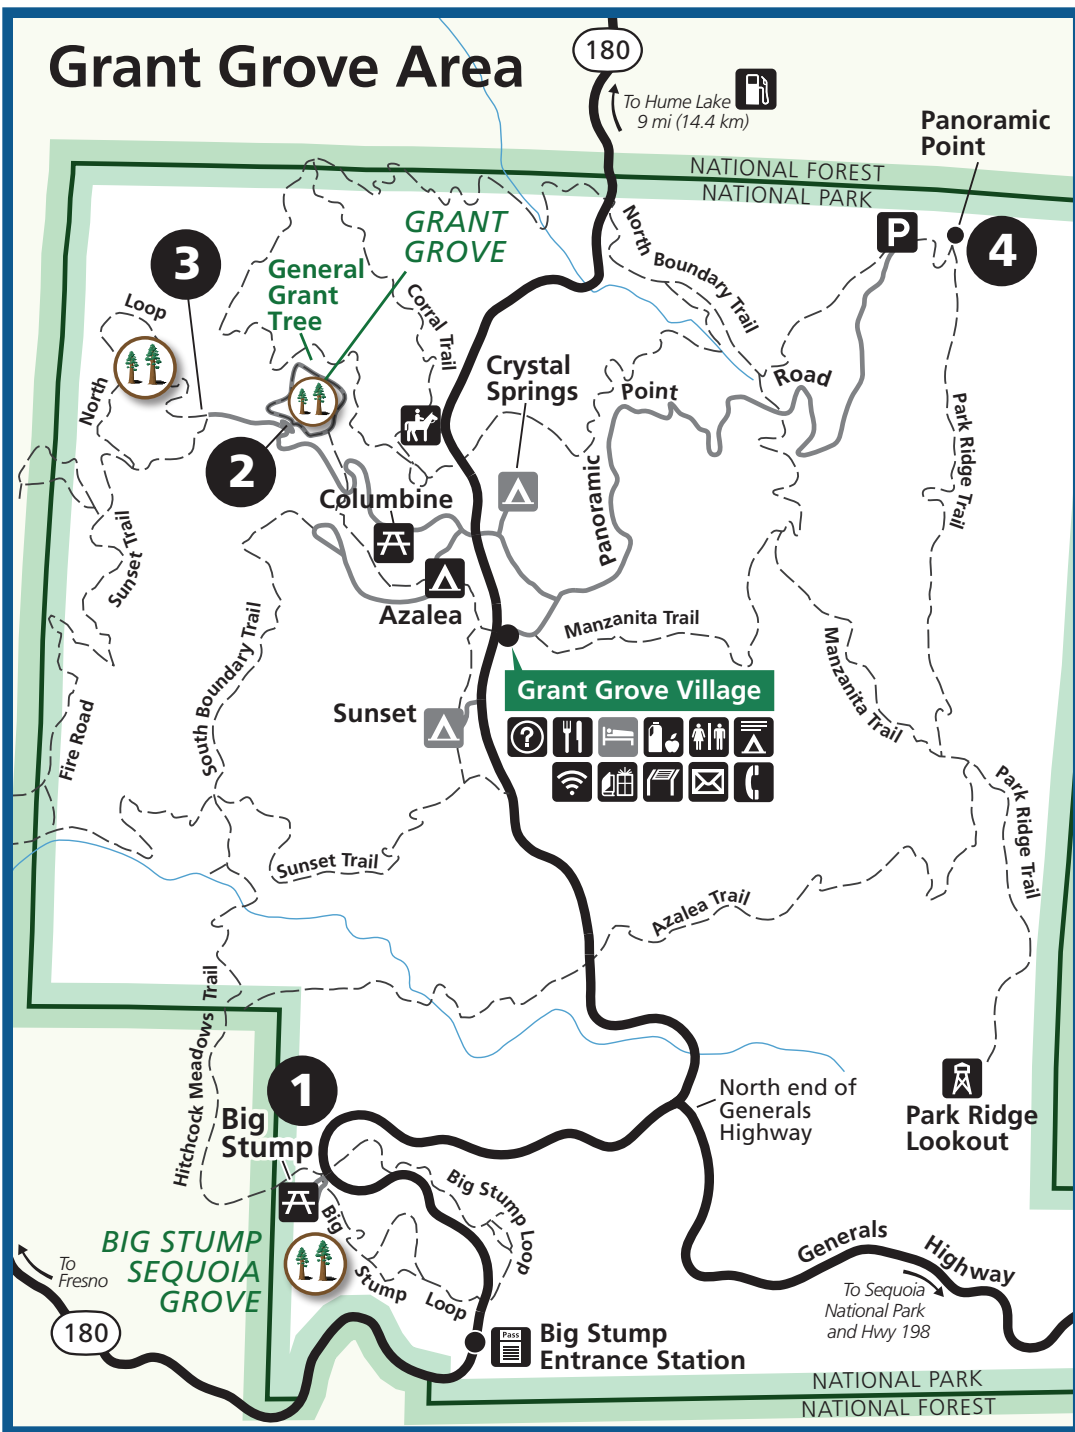 Grant Grove Area
180
To Hume Lake
9 mi (14.4 km)
Panoramic
Point
NATIONAL FOREST
NATIONAL PARK
GRANT
GROVE
North Boundary Trail
P
4
3
General
Grant
Tree
Loop
North
Corral Trail
Crystal
Springs
Panoramic
Point
Road
Park Ridge Trail
2
Columbine
Sunset Trail
Azalea
Manzanita Trail
South Boundary Trail
Grant Grove Village
Manzanita Trail
Sunset
?
Fire Road
Park Ridge Trail
Sunset Trail
Azalea Trail
Hitchcock Meadows Trail
1
Big
Stump
North end of
Generals
Highway
Park Ridge
Lookout
Big Stump Loop
Big
Stump
Loop
BIG STUMP
SEQUOIA
GROVE
To
Fresno
180
Generals
Highway
To Sequoia
National Park
and Hwy 198
Pass
Big Stump
Entrance Station
NATIONAL PARK
NATIONAL FOREST